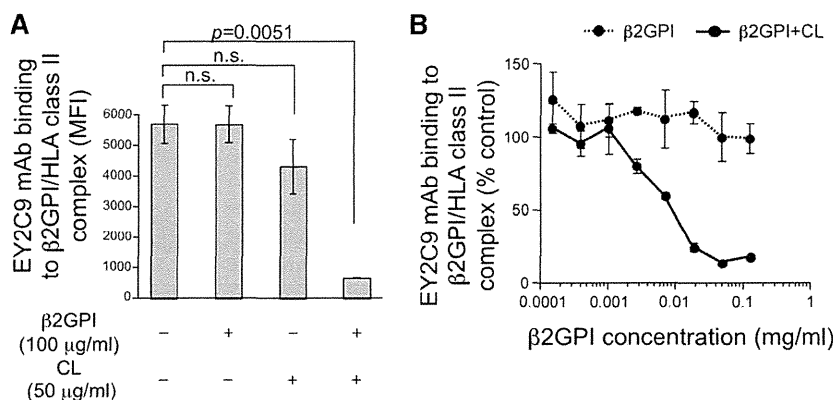 A
p=0.0051
n.s.
n.s.
EY2C9 mAb binding
to β2GPI/HLA class II
complex (MFI)
6000
5000
4000
3000
2000
1000
0
β2GPI
(100 μg/ml)
− + − +
CL
(50 μg/ml)
− − + +
B
β2GPI
β2GPI+CL
EY2C9 mAb binding to
β2GPI/HLA class II
complex (% control)
150
100
50
0
0.0001 0.001 0.01 0.1 1
β2GPI concentration (mg/ml)